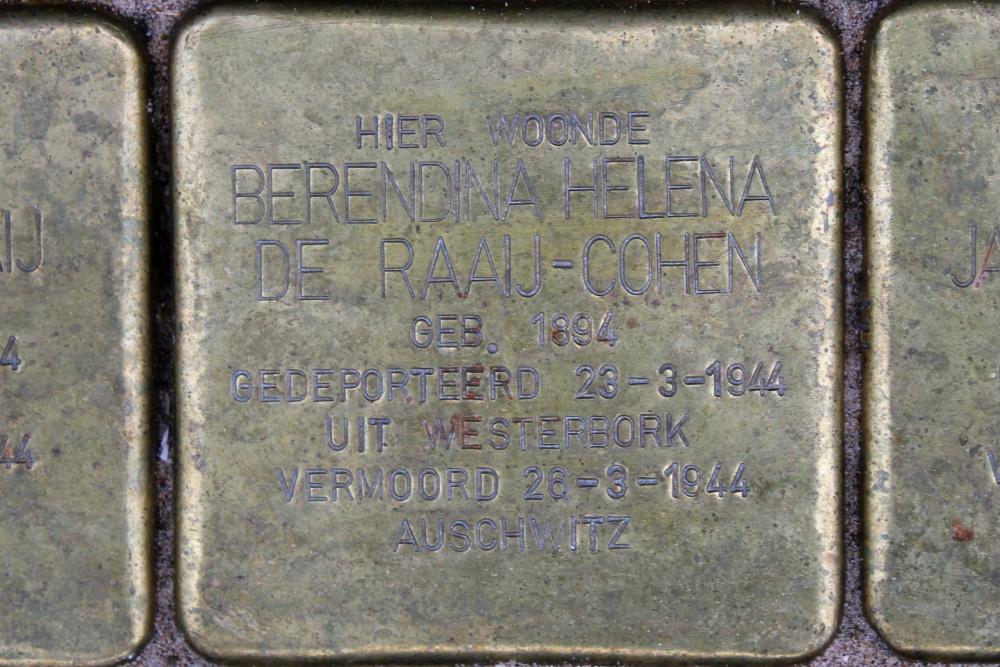 HIER WOONDE
BERENDINA HELENA
DE RAAIJ-COHEN
GEB. 1894
GEDEPORTEERD 23-3-1944
UIT WESTERBORK
VERMOORD 26-3-1944
AUSCHWITZ